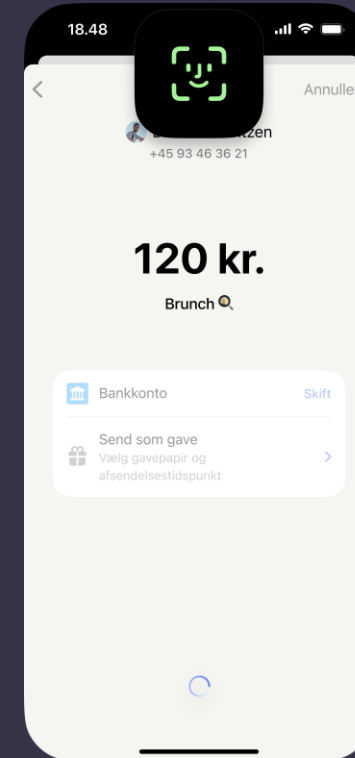 18.48
Annuller
zen
+45 93 46 36 21
120 kr.
Brunch
Bankkonto
Skift
Send som gave
Vælg gavepapir og
afsendelsestidspunkt